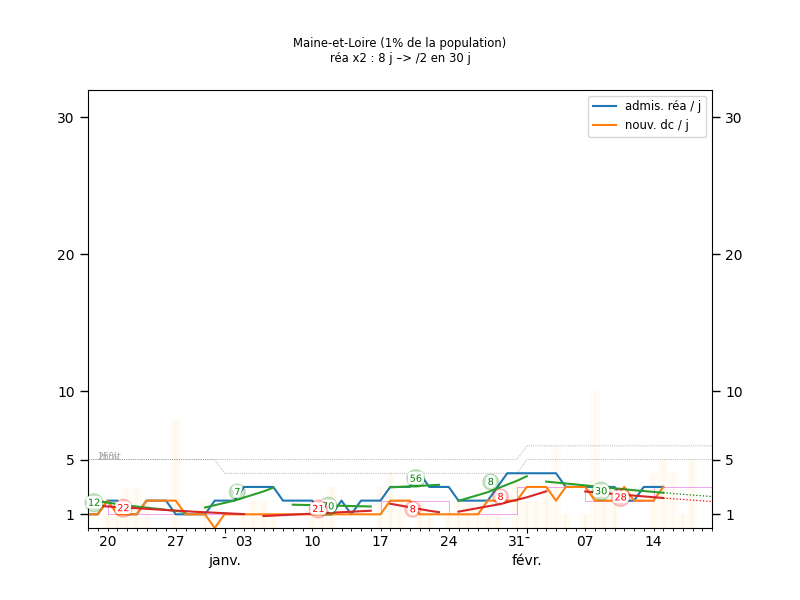 Maine-et-Loire (1% de la population)
réa x2 : 8 j –> /2 en 30 j
admis. réa / j
nouv. dc / j
30 30
20 20
10 10
5 5
1 1
12 22 7 21 56 8 8 8 30 28
20 27 03 10 17 24 31 07 14
janv. févr.